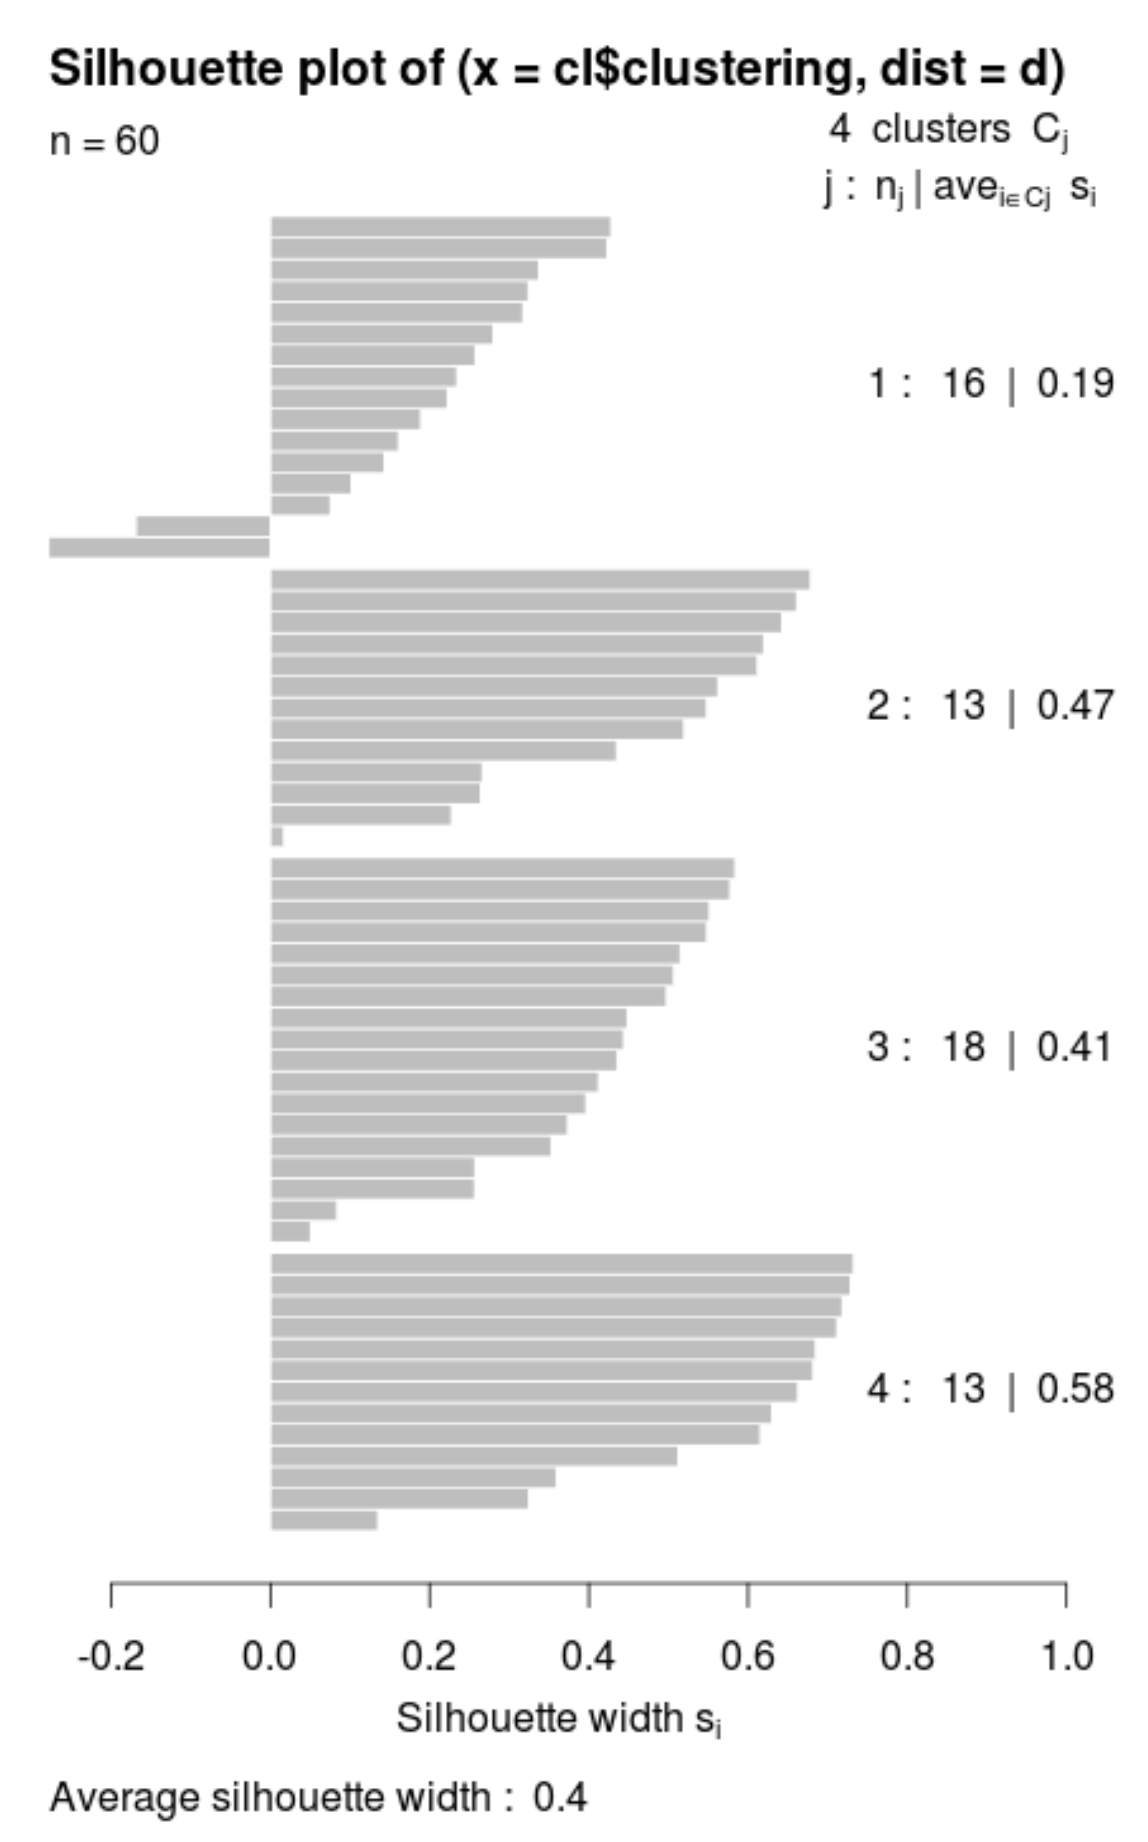 Silhouette plot of (x = cl$clustering, dist = d)
n = 60
4 clusters Cj
j : nj | avei∈Cj si
1 : 16 | 0.19
2 : 13 | 0.47
3 : 18 | 0.41
4 : 13 | 0.58
-0.2 0.0 0.2 0.4 0.6 0.8 1.0
Silhouette width si
Average silhouette width : 0.4